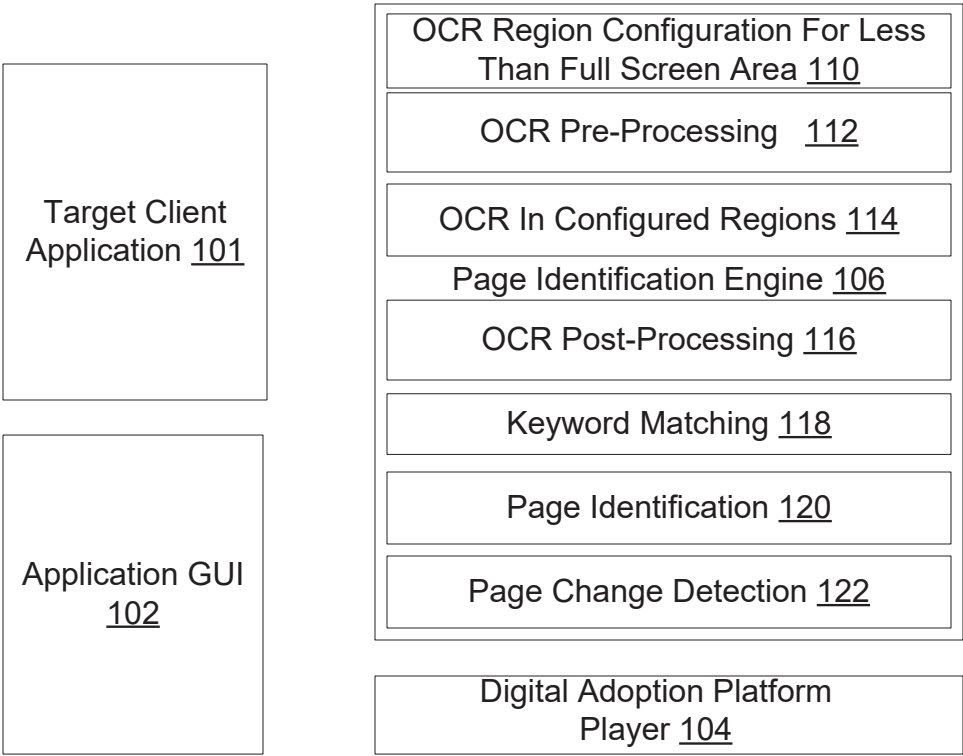 Target Client
Application 101
Application GUI
102
OCR Region Configuration For Less
Than Full Screen Area 110
OCR Pre-Processing 112
OCR In Configured Regions 114
Page Identification Engine 106
OCR Post-Processing 116
Keyword Matching 118
Page Identification 120
Page Change Detection 122
Digital Adoption Platform
Player 104